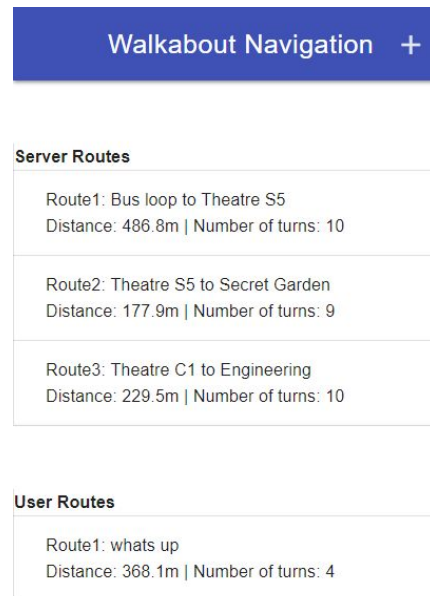 Walkabout Navigation +
Server Routes
Route1: Bus loop to Theatre S5
Distance: 486.8m | Number of turns: 10
Route2: Theatre S5 to Secret Garden
Distance: 177.9m | Number of turns: 9
Route3: Theatre C1 to Engineering
Distance: 229.5m | Number of turns: 10
User Routes
Route1: whats up
Distance: 368.1m | Number of turns: 4